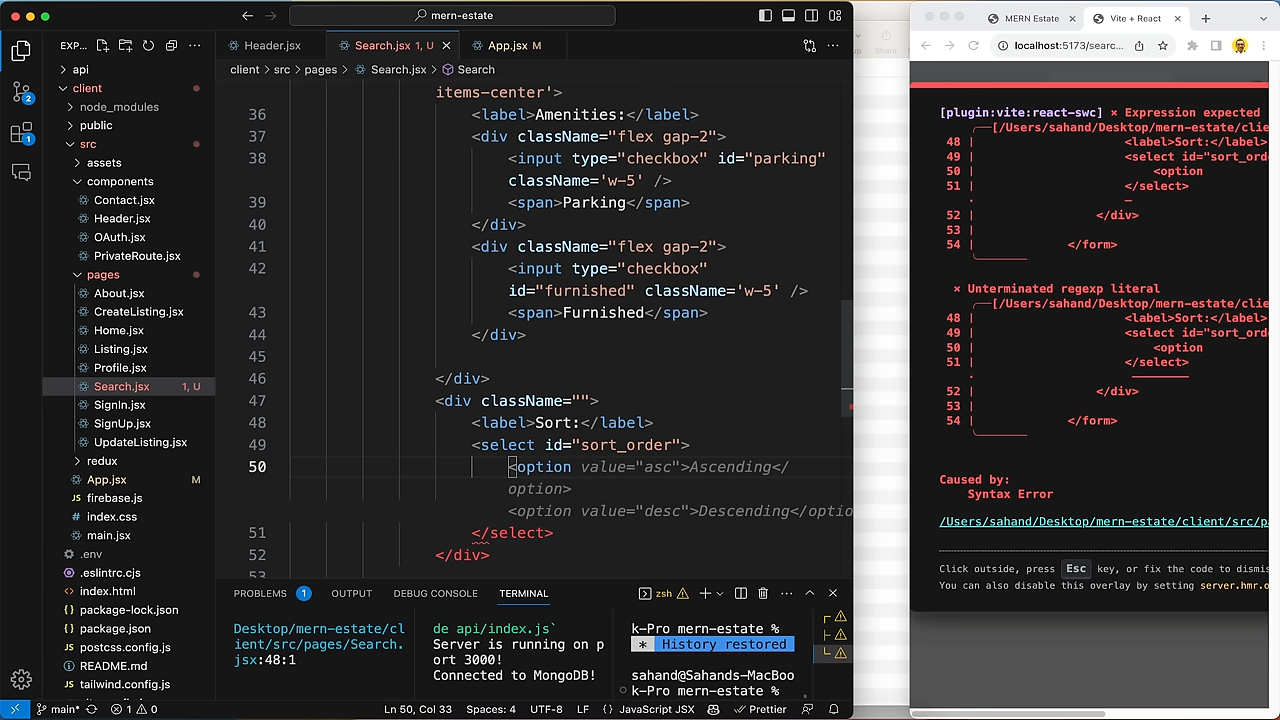 mern-estate
EXP...
api
client
node_modules
public
src
assets
components
Contact.jsx
Header.jsx
OAuth.jsx
PrivateRoute.jsx
pages
About.jsx
CreateListing.jsx
Home.jsx
Listing.jsx
Profile.jsx
Search.jsx 1, U
SignIn.jsx
SignUp.jsx
UpdateListing.jsx
redux
App.jsx M
JS firebase.js
# index.css
JS main.jsx
.env
.eslintrc.cjs
<> index.html
{} package-lock.json
{} package.json
JS postcss.config.js
README.md
JS tailwind.config.js
2
1
Header.jsx
Search.jsx 1, U
App.jsx M
client > src > pages > Search.jsx > Search
items-center'>
36 <label>Amenities:</label>
37 <div className="flex gap-2">
38 <input type="checkbox" id="parking"
className='w-5' />
39 <span>Parking</span>
40 </div>
41 <div className="flex gap-2">
42 <input type="checkbox"
id="furnished" className='w-5' />
43 <span>Furnished</span>
44 </div>
45
46 </div>
47 <div className="">
48 <label>Sort:</label>
49 <select id="sort_order">
50 <option value="asc">Ascending</
option>
<option value="desc">Descending</optio
51 </select>
52 </div>
53
PROBLEMS 1 OUTPUT DEBUG CONSOLE TERMINAL
zsh
Desktop/mern-estate/cl
ient/src/pages/Search.
jsx:48:1
de api/index.js`
Server is running on p
ort 3000!
Connected to MongoDB!
k-Pro mern-estate %
* History restored
sahand@Sahands-MacBoo
k-Pro mern-estate %
main* 1 0 Ln 50, Col 33 Spaces: 4 UTF-8 LF {} JavaScript JSX Prettier
Share
MERN Estate
Vite + React
localhost:5173/searc...
[plugin:vite:react-swc] × Expression expected
[/Users/sahand/Desktop/mern-estate/clie
48 | <label>Sort:</label>
49 | <select id="sort_orde
50 | <option
51 | </select>
52 | </div>
53 |
54 | </form>
× Unterminated regexp literal
[/Users/sahand/Desktop/mern-estate/clie
48 | <label>Sort:</label>
49 | <select id="sort_orde
50 | <option
51 | </select>
52 | </div>
53 |
54 | </form>
Caused by:
Syntax Error
/Users/sahand/Desktop/mern-estate/client/src/pa
Click outside, press Esc key, or fix the code to dismis
You can also disable this overlay by setting server.hmr.o